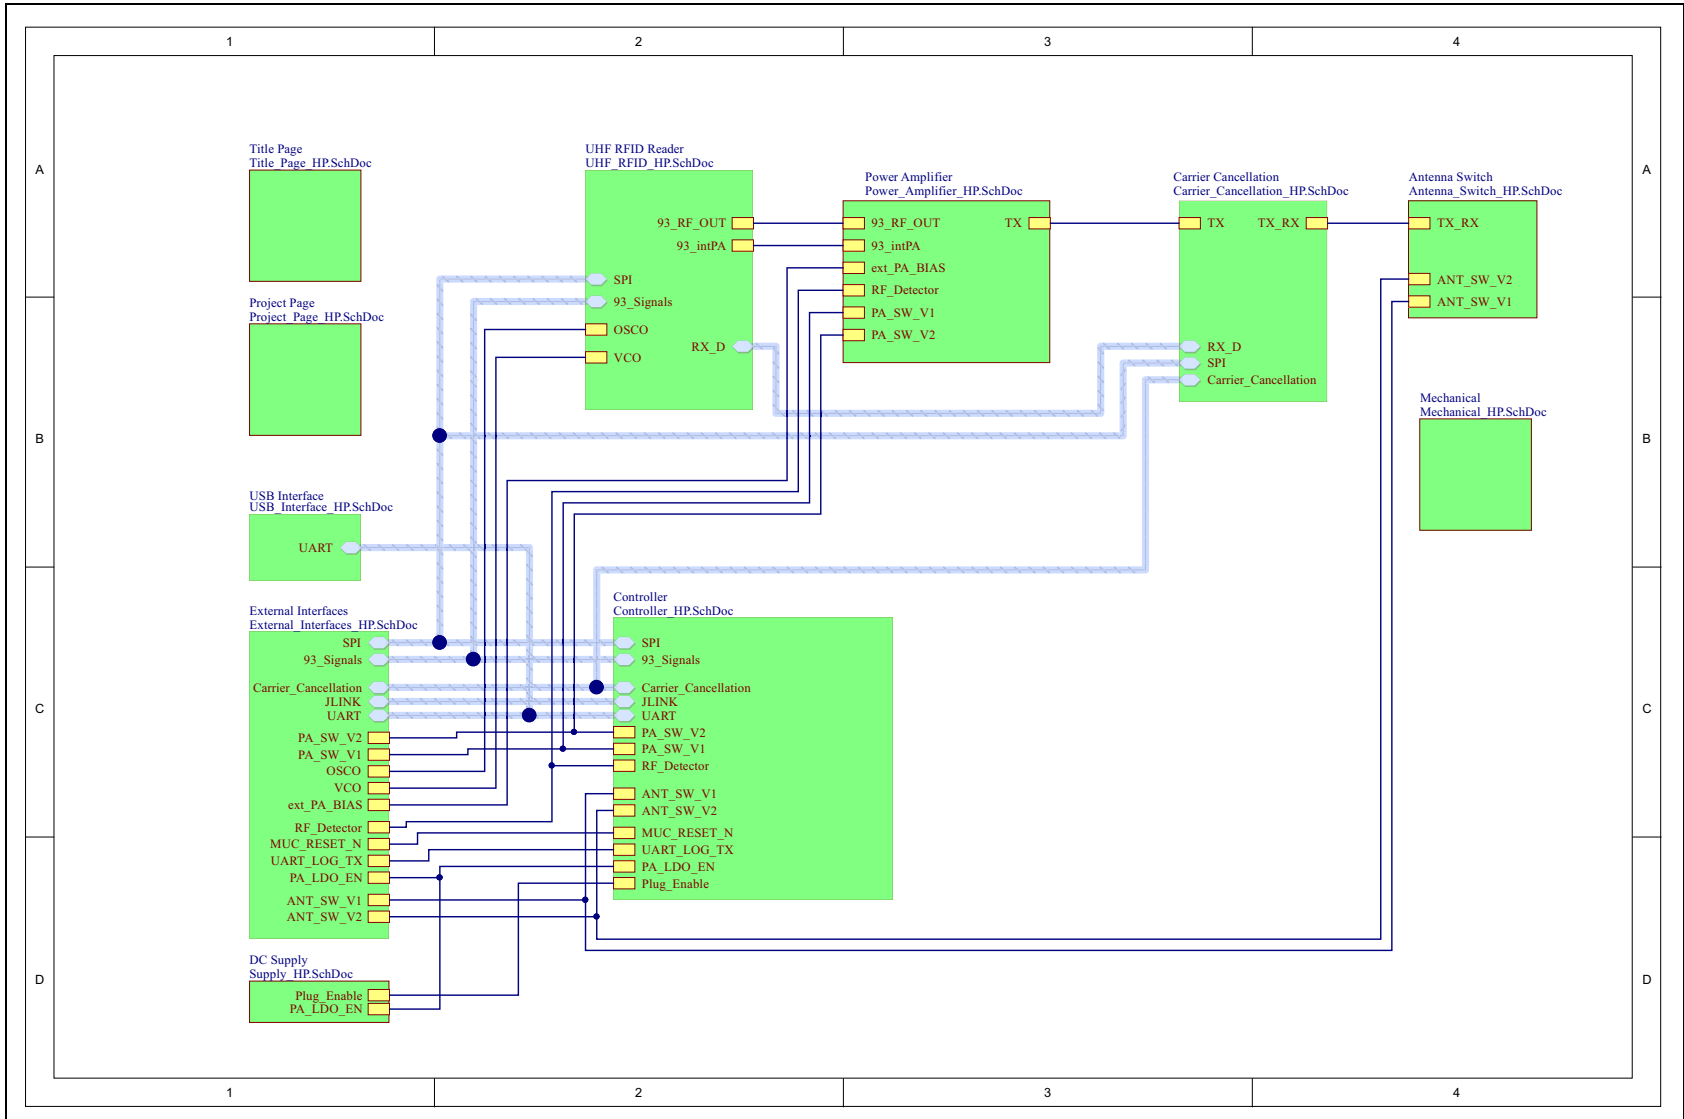 1
2
3
4
A
A
B
B
C
C
D
D
1
2
3
4
Title Page
Title_Page_HP.SchDoc
Project Page
Project_Page_HP.SchDoc
USB Interface
USB_Interface_HP.SchDoc
UART
External Interfaces
External_Interfaces_HP.SchDoc
SPI
93_Signals
Carrier_Cancellation
JLINK
UART
PA_SW_V2
PA_SW_V1
OSCO
VCO
ext_PA_BIAS
RF_Detector
MUC_RESET_N
UART_LOG_TX
PA_LDO_EN
ANT_SW_V1
ANT_SW_V2
DC Supply
Supply_HP.SchDoc
Plug_Enable
PA_LDO_EN
UHF RFID Reader
UHF_RFID_HP.SchDoc
93_RF_OUT
93_intPA
SPI
93_Signals
OSCO
RX_D
VCO
Controller
Controller_HP.SchDoc
SPI
93_Signals
Carrier_Cancellation
JLINK
UART
PA_SW_V2
PA_SW_V1
RF_Detector
ANT_SW_V1
ANT_SW_V2
MUC_RESET_N
UART_LOG_TX
PA_LDO_EN
Plug_Enable
Power Amplifier
Power_Amplifier_HP.SchDoc
93_RF_OUT TX
93_intPA
ext_PA_BIAS
RF_Detector
PA_SW_V1
PA_SW_V2
Carrier Cancellation
Carrier_Cancellation_HP.SchDoc
TX TX_RX
RX_D
SPI
Carrier_Cancellation
Antenna Switch
Antenna_Switch_HP.SchDoc
TX_RX
ANT_SW_V2
ANT_SW_V1
Mechanical
Mechanical_HP.SchDoc